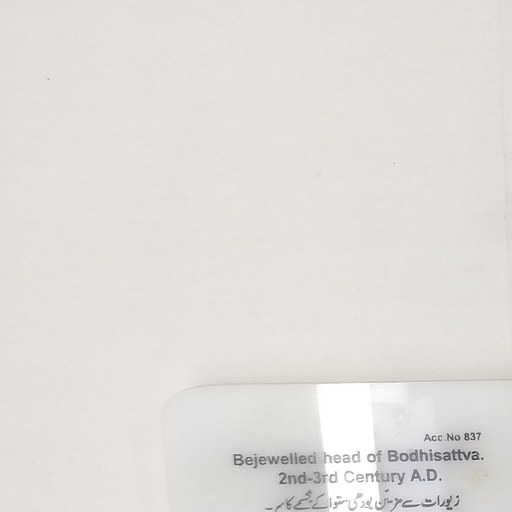 Acc.No 837
Bejewelled head of Bodhisattva.
2nd-3rd Century A.D.
زیورات سے مزین بودھی ستوا کے مجسمے کا سر۔